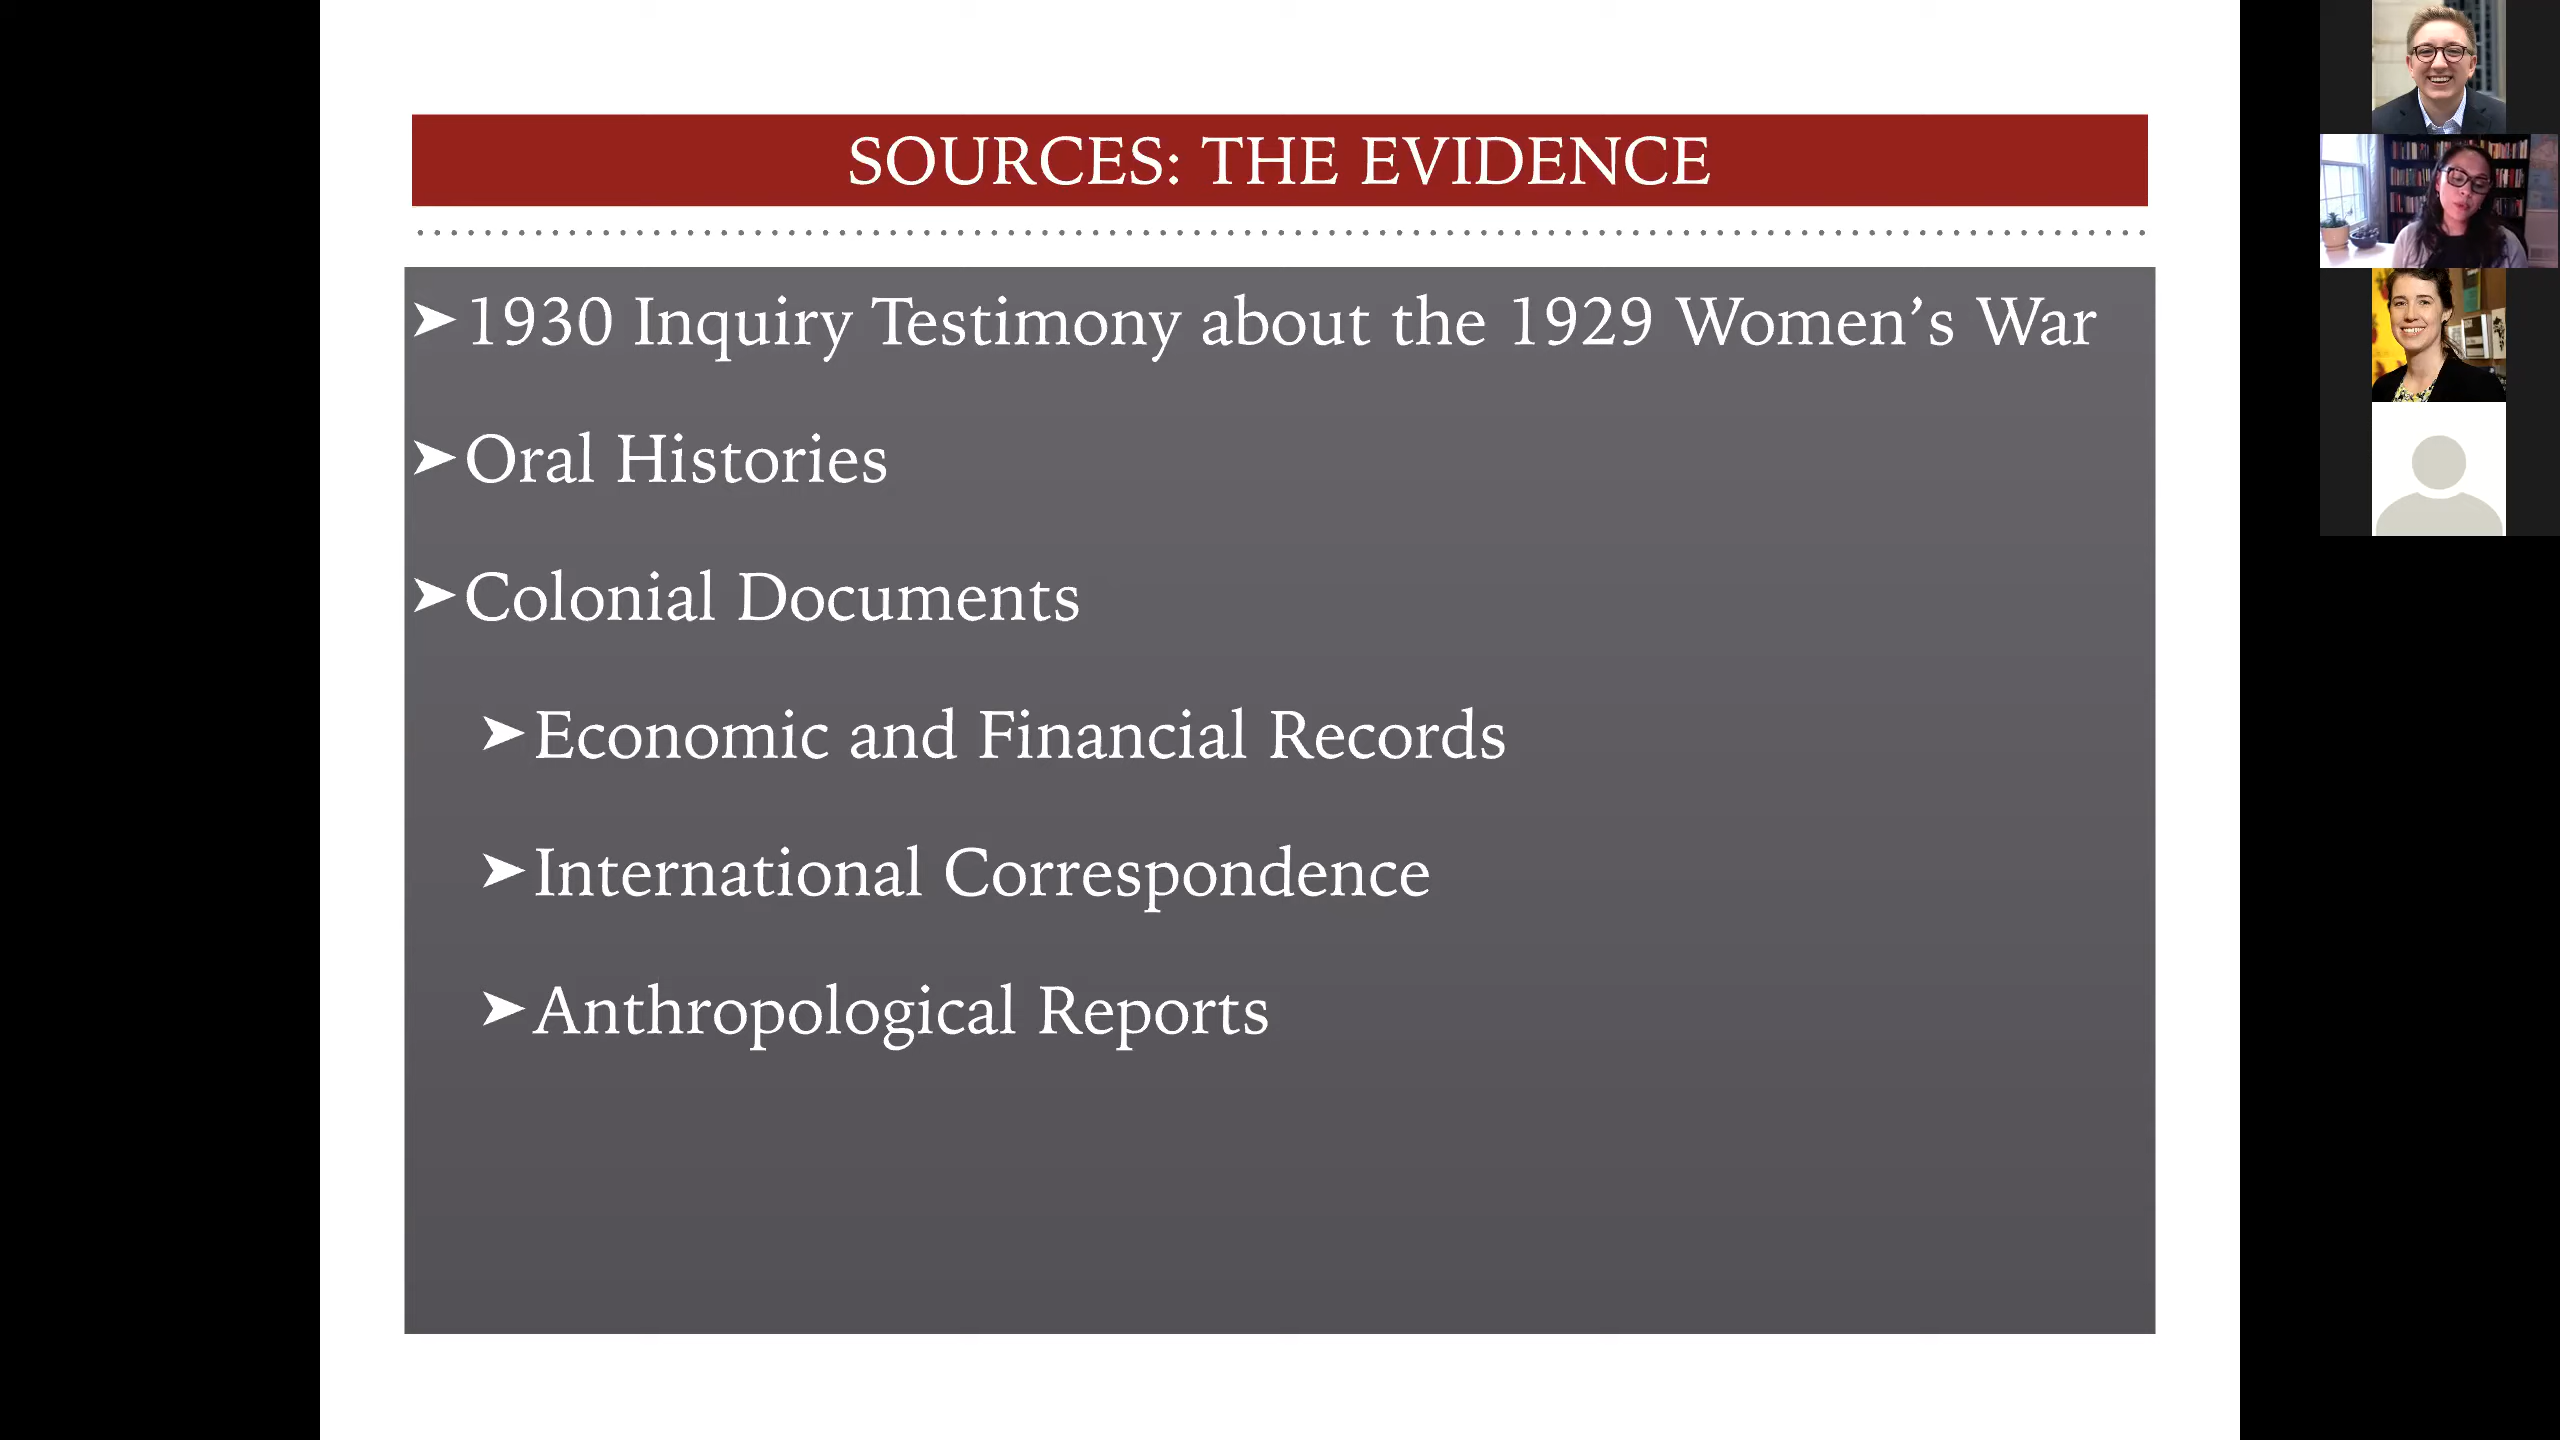 SOURCES: THE EVIDENCE
➤1930 Inquiry Testimony about the 1929 Women’s War
➤Oral Histories
➤Colonial Documents
➤Economic and Financial Records
➤International Correspondence
➤Anthropological Reports